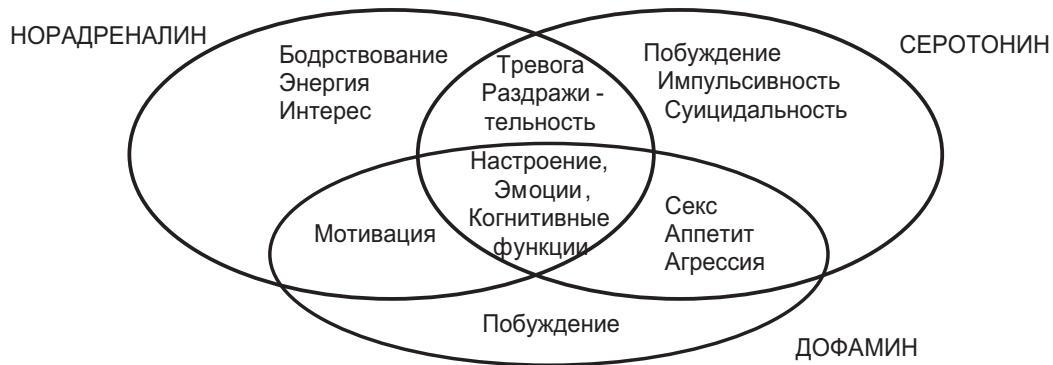 НОРАДРЕНАЛИН
Бодрствование
Энергия
Интерес
Тревога
Раздражи -
тельность
Побуждение
Импульсивность
Суицидальность
СЕРОТОНИН
Настроение,
Эмоции ,
Когнитивные
функции
Мотивация
Секс
Аппетит
Агрессия
Побуждение
ДОФАМИН